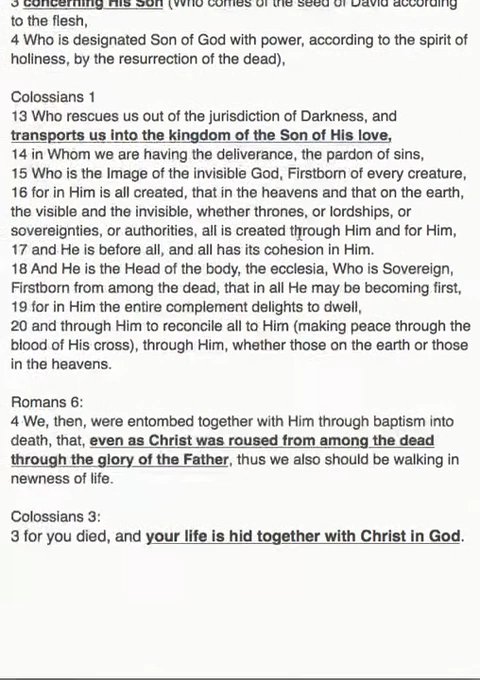 3 concerning His Son (Who comes of the seed of David according
to the flesh,
4 Who is designated Son of God with power, according to the spirit of
holiness, by the resurrection of the dead),
Colossians 1
13 Who rescues us out of the jurisdiction of Darkness, and
transports us into the kingdom of the Son of His love,
14 in Whom we are having the deliverance, the pardon of sins,
15 Who is the Image of the invisible God, Firstborn of every creature,
16 for in Him is all created, that in the heavens and that on the earth,
the visible and the invisible, whether thrones, or lordships, or
sovereignties, or authorities, all is created through Him and for Him,
17 and He is before all, and all has its cohesion in Him.
18 And He is the Head of the body, the ecclesia, Who is Sovereign,
Firstborn from among the dead, that in all He may be becoming first,
19 for in Him the entire complement delights to dwell,
20 and through Him to reconcile all to Him (making peace through the
blood of His cross), through Him, whether those on the earth or those
in the heavens.
Romans 6:
4 We, then, were entombed together with Him through baptism into
death, that, even as Christ was roused from among the dead
through the glory of the Father, thus we also should be walking in
newness of life.
Colossians 3:
3 for you died, and your life is hid together with Christ in God.